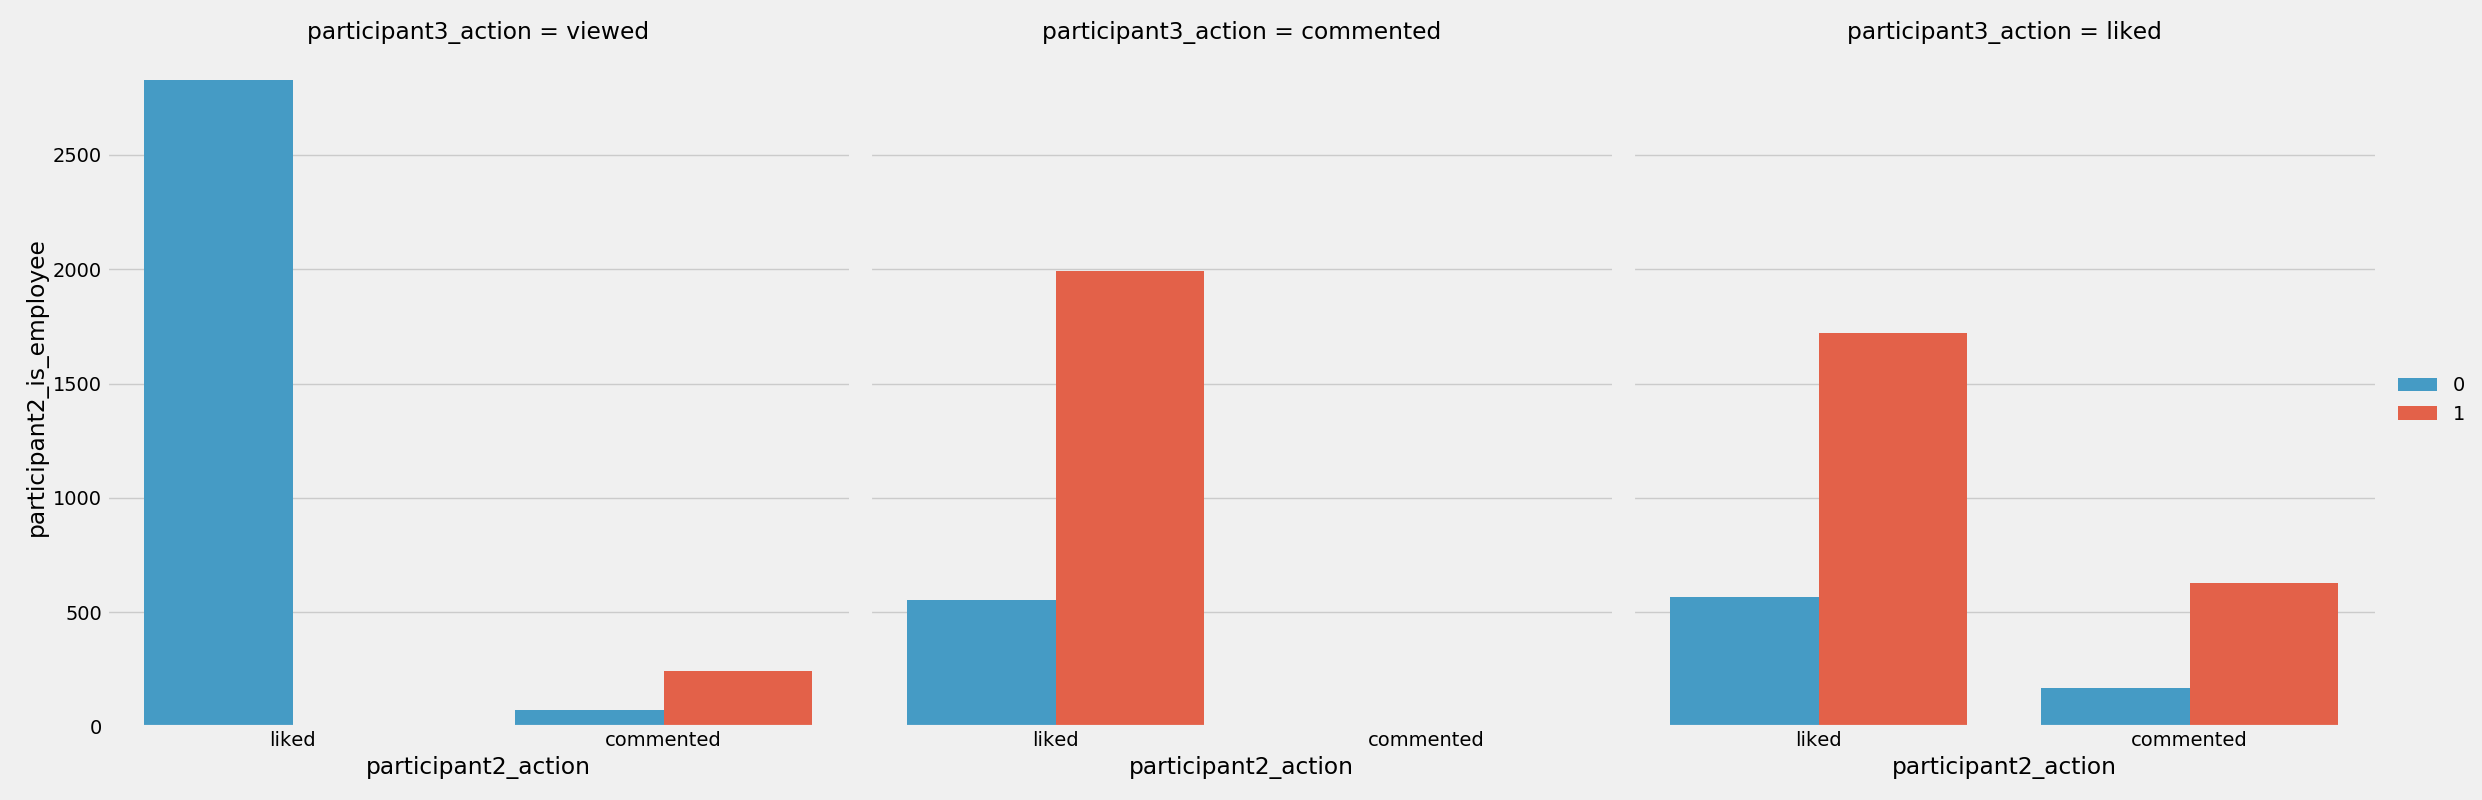 participant3_action = viewed
participant3_action = commented
participant3_action = liked
participant2_is_employee
2500
2000
1500
1000
500
0
liked
commented
participant2_action
liked
commented
participant2_action
liked
commented
participant2_action
0
1